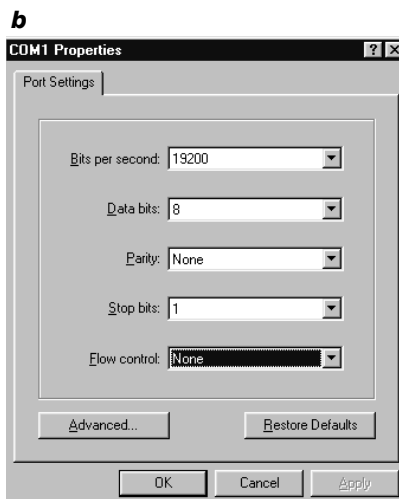 b
COM1 Properties
Port Settings
Bits per second: 19200
Data bits: 8
Parity: None
Stop bits: 1
Flow control: None
Advanced... Restore Defaults
OK Cancel Apply